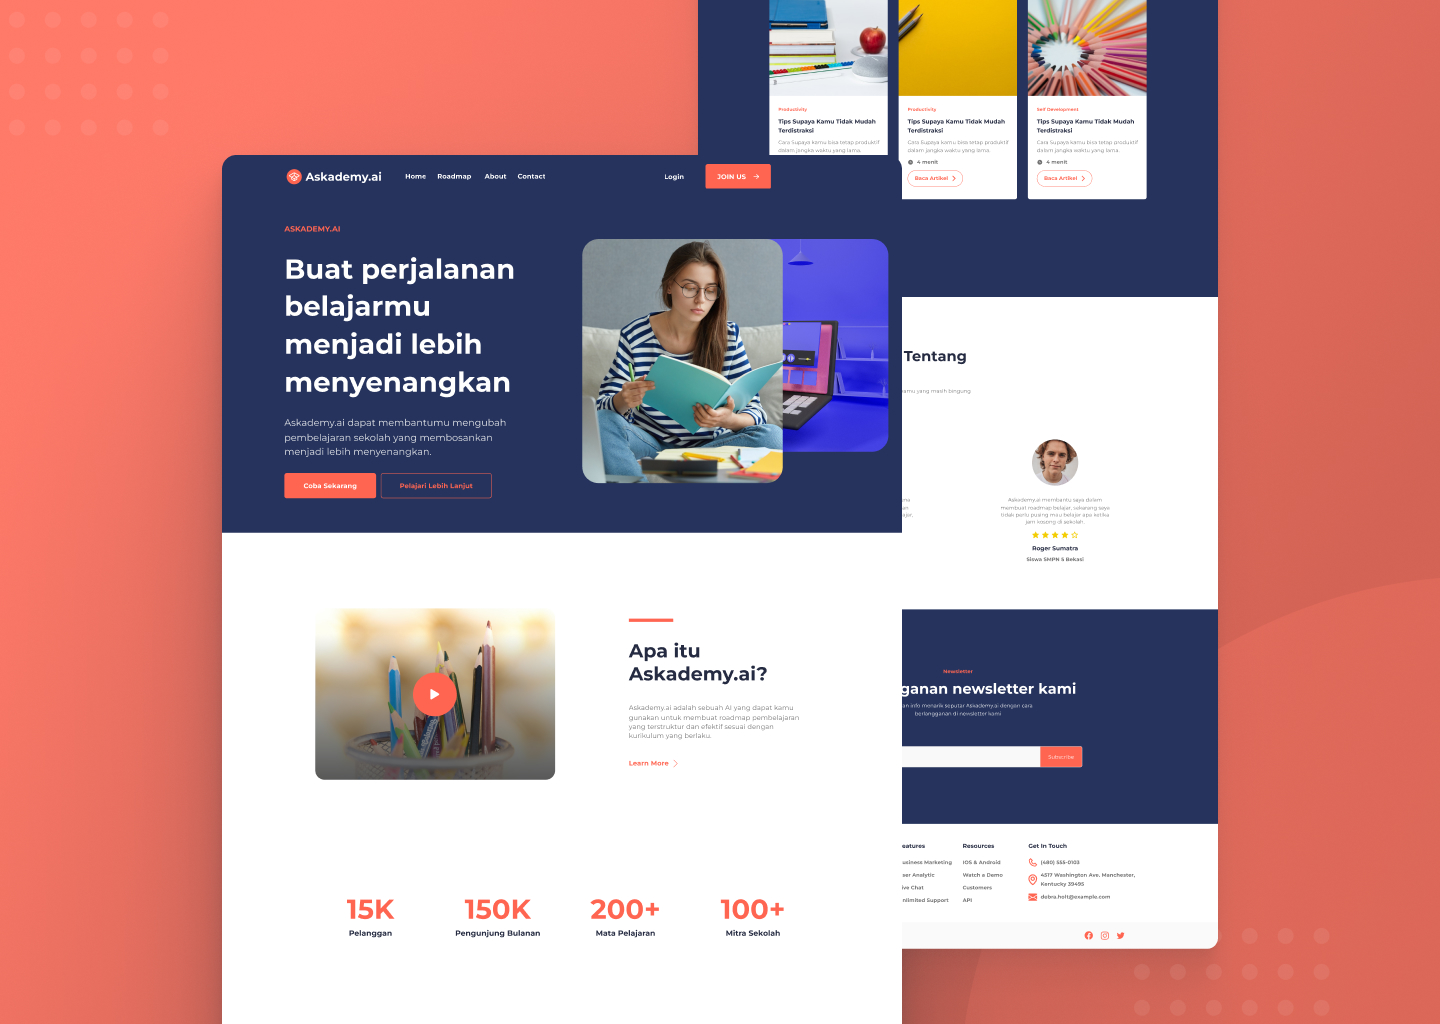 Askademy.ai
Home
Roadmap
About
Contact
Login
JOIN US
ASKADEMY.AI
Buat perjalanan
belajarmu
menjadi lebih
menyenangkan
Askademy.ai dapat membantumu mengubah
pembelajaran sekolah yang membosankan
menjadi lebih menyenangkan.
Coba Sekarang
Pelajari Lebih Lanjut
Apa itu
Askademy.ai?
Askademy.ai adalah sebuah AI yang dapat kamu
gunakan untuk membuat roadmap pembelajaran
yang terstruktur dan efektif sesuai dengan
kurikulum yang berlaku.
Learn More
15K
Pelanggan
150K
Pengunjung Bulanan
200+
Mata Pelajaran
100+
Mitra Sekolah
Productivity
Tips Supaya Kamu Tidak Mudah
Terdistraksi
Cara Supaya kamu bisa tetap produktif
dalam jangka waktu yang lama.
Productivity
Tips Supaya Kamu Tidak Mudah
Terdistraksi
Cara Supaya kamu bisa tetap produktif
dalam jangka waktu yang lama.
4 menit
Baca Artikel
Self Development
Tips Supaya Kamu Tidak Mudah
Terdistraksi
Cara Supaya kamu bisa tetap produktif
dalam jangka waktu yang lama.
4 menit
Baca Artikel
Tentang
kamu yang masih bingung
Askademy.ai membantu saya dalam
membuat roadmap belajar, sekarang saya
tidak perlu pusing mau belajar apa ketika
jam kosong di sekolah
Roger Sumatra
Siswa SMPN 5 Bekasi
Newsletter
ganan newsletter kami
an info menarik seputar Askademy.ai dengan cara
berlangganan di newsletter kami
Subscribe
eatures
usiness Marketing
ser Analytic
ive Chat
nlimited Support
Resources
IOS & Android
Watch a Demo
Customers
API
Get In Touch
(480) 555-0103
4517 Washington Ave. Manchester,
Kentucky 39495
debra.holt@example.com